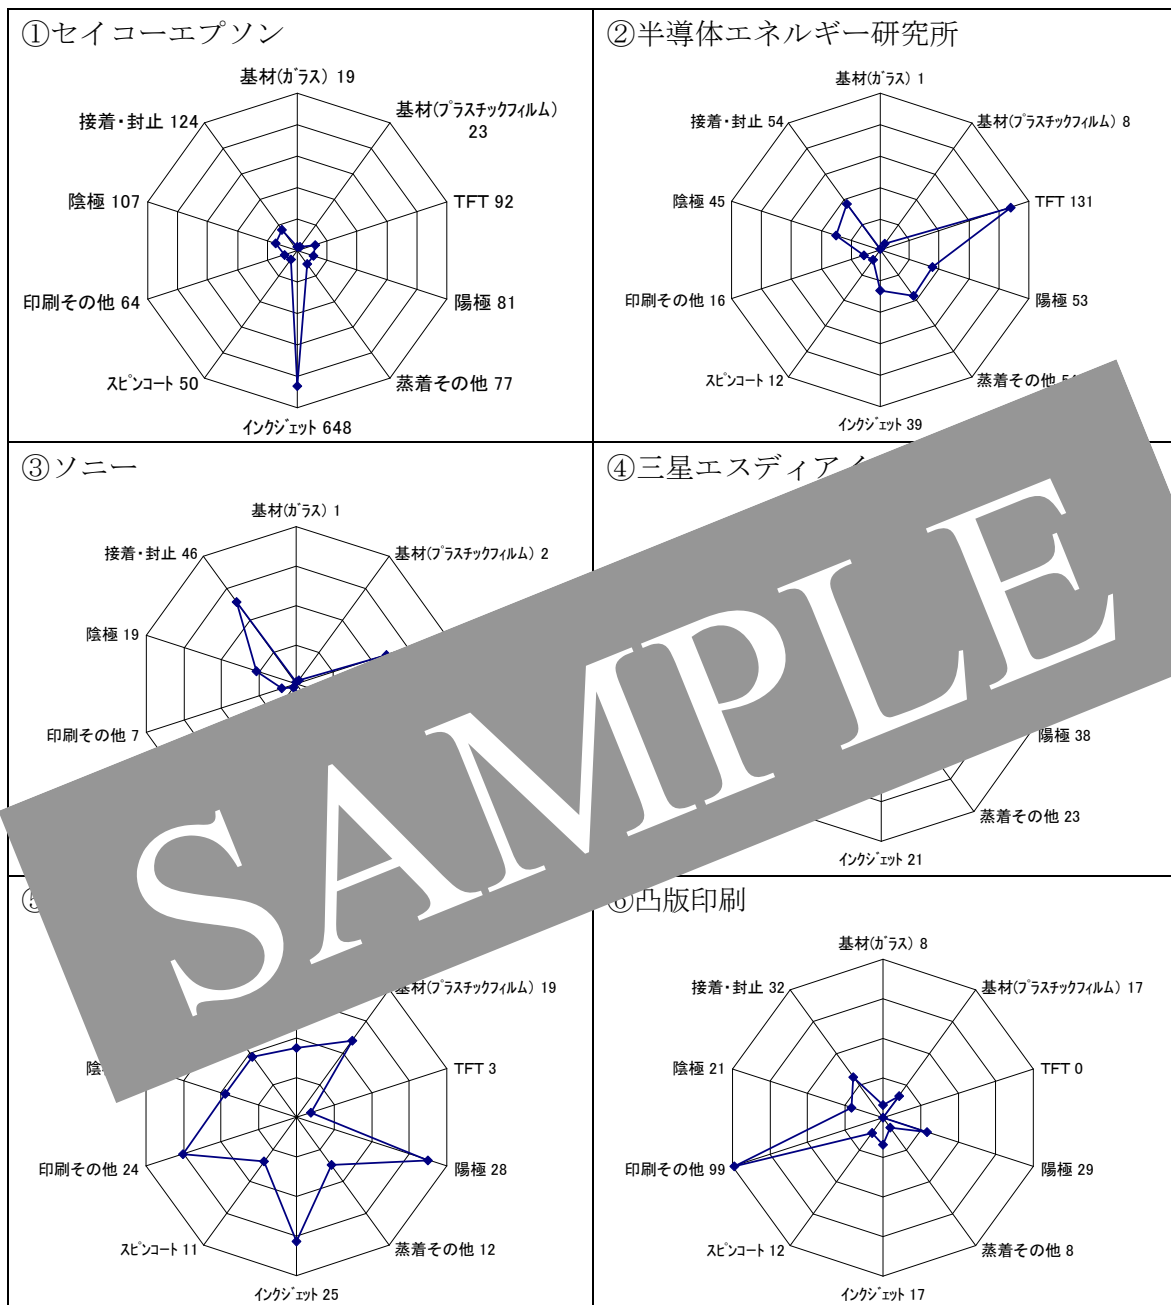 ①セイコーエプソン
基材(ガラス) 19
基材(プラスチックフィルム)
23
接着・封止 124
陰極 107
TFT 92
印刷その他 64
陽極 81
スピンコート 50
蒸着その他 77
インクジェット 648
②半導体エネルギー研究所
基材(ガラス) 1
接着・封止 54
基材(プラスチックフィルム) 8
陰極 45
TFT 131
印刷その他 16
陽極 53
スピンコート 12
蒸着その他
インクジェット 39
③ソニー
基材(ガラス) 1
接着・封止 46
基材(プラスチックフィルム) 2
陰極 19
印刷その他 7
④三星エスディアイ
陽極 38
蒸着その他 23
インクジェット 21
SAMPLE
基材(プラスチックフィルム) 19
TFT 3
印刷その他 24
陽極 28
スピンコート 11
蒸着その他 12
インクジェット 25
⑥凸版印刷
基材(ガラス) 8
接着・封止 32
基材(プラスチックフィルム) 17
陰極 21
TFT 0
印刷その他 99
陽極 29
スピンコート 12
蒸着その他 8
インクジェット 17